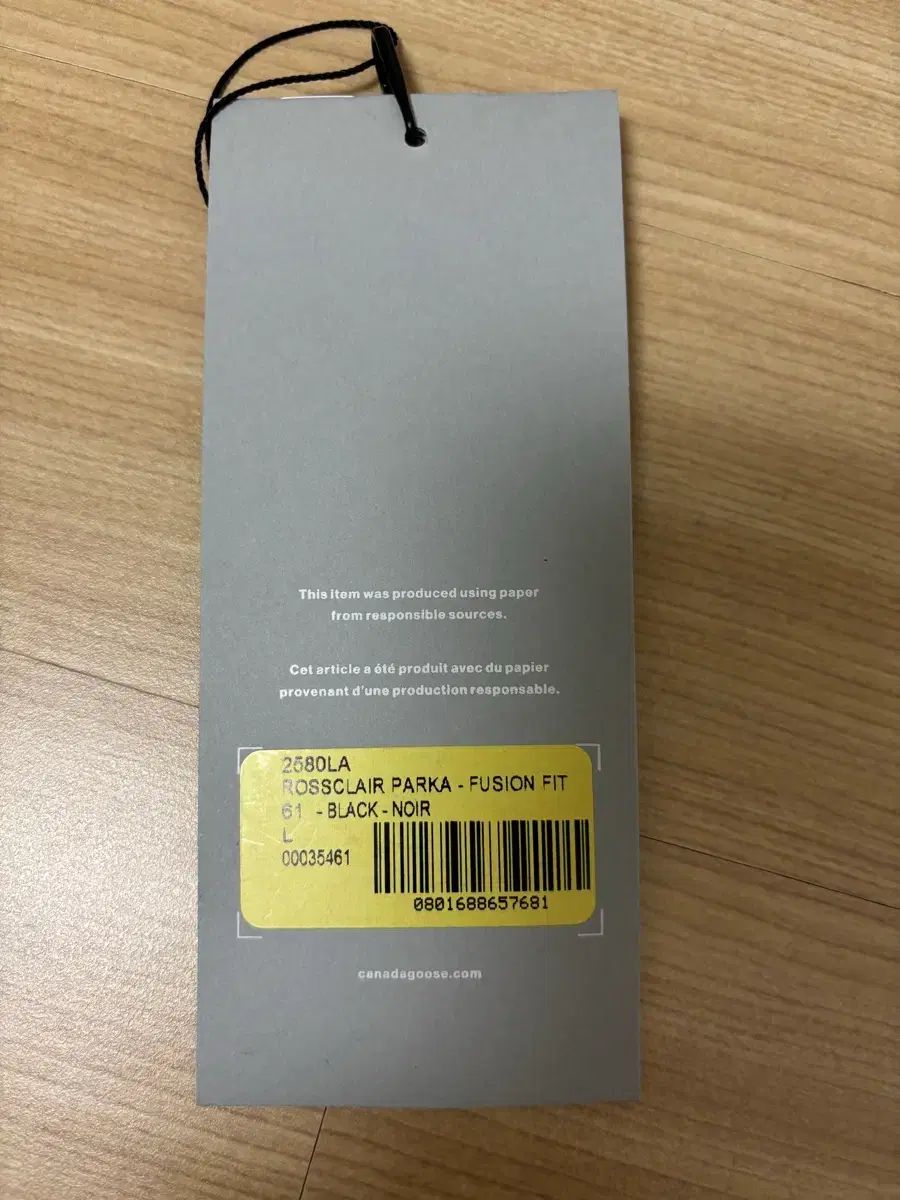 This item was produced using paper
from responsible sources.
Cet article a été produit avec du papier
provenant d'une production responsable.
2580LA
ROSSCLAIR PARKA - FUSION FIT
61 - BLACK - NOIR
L
00035461
0801688657681
canadagoose.com